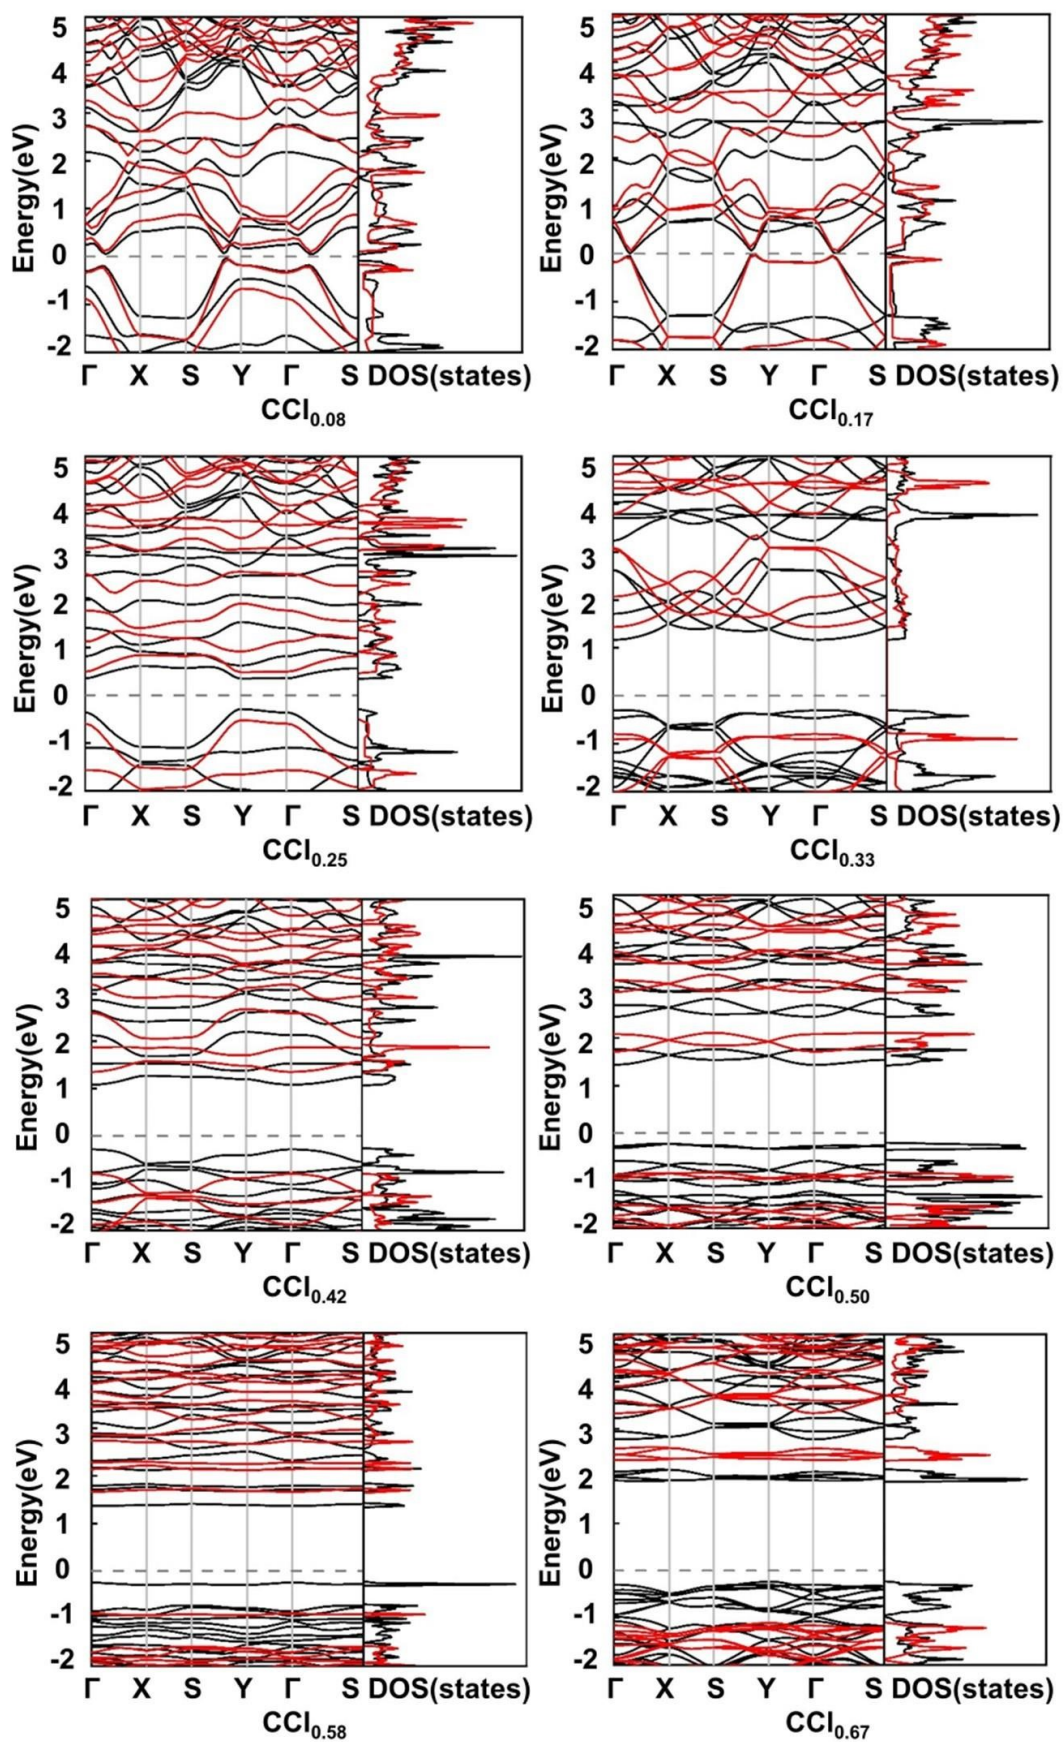 5
4
3
2
1
0
-1
-2
Energy(eV)
Γ X S Y Γ S DOS(states)
CCl0.08
5
4
3
2
1
0
-1
-2
Energy(eV)
Γ X S Y Γ S DOS(states)
CCl0.17
5
4
3
2
1
0
-1
-2
Energy(eV)
Γ X S Y Γ S DOS(states)
CCl0.25
5
4
3
2
1
0
-1
-2
Energy(eV)
Γ X S Y Γ S DOS(states)
CCl0.33
5
4
3
2
1
0
-1
-2
Energy(eV)
Γ X S Y Γ S DOS(states)
CCl0.42
5
4
3
2
1
0
-1
-2
Energy(eV)
Γ X S Y Γ S DOS(states)
CCl0.50
5
4
3
2
1
0
-1
-2
Energy(eV)
Γ X S Y Γ S DOS(states)
CCl0.58
5
4
3
2
1
0
-1
-2
Energy(eV)
Γ X S Y Γ S DOS(states)
CCl0.67